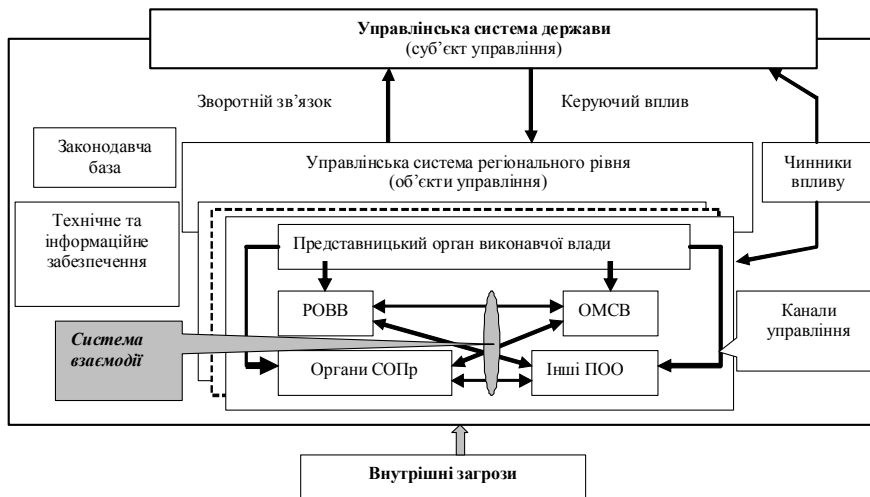 Управлінська система держави
(суб’єкт управління)
Зворотній зв’язок
Керуючий вплив
Законодавча
база
Управлінська система регіонального рівня
(об’єкти управління)
Чинники
впливу
Технічне та
інформаційне
забезпечення
Представницький орган виконавчої влади
РОВВ
ОМСВ
Канали
управління
Система
взаємодії
Органи СОПр
Інші ПОО
Внутрішні загрози